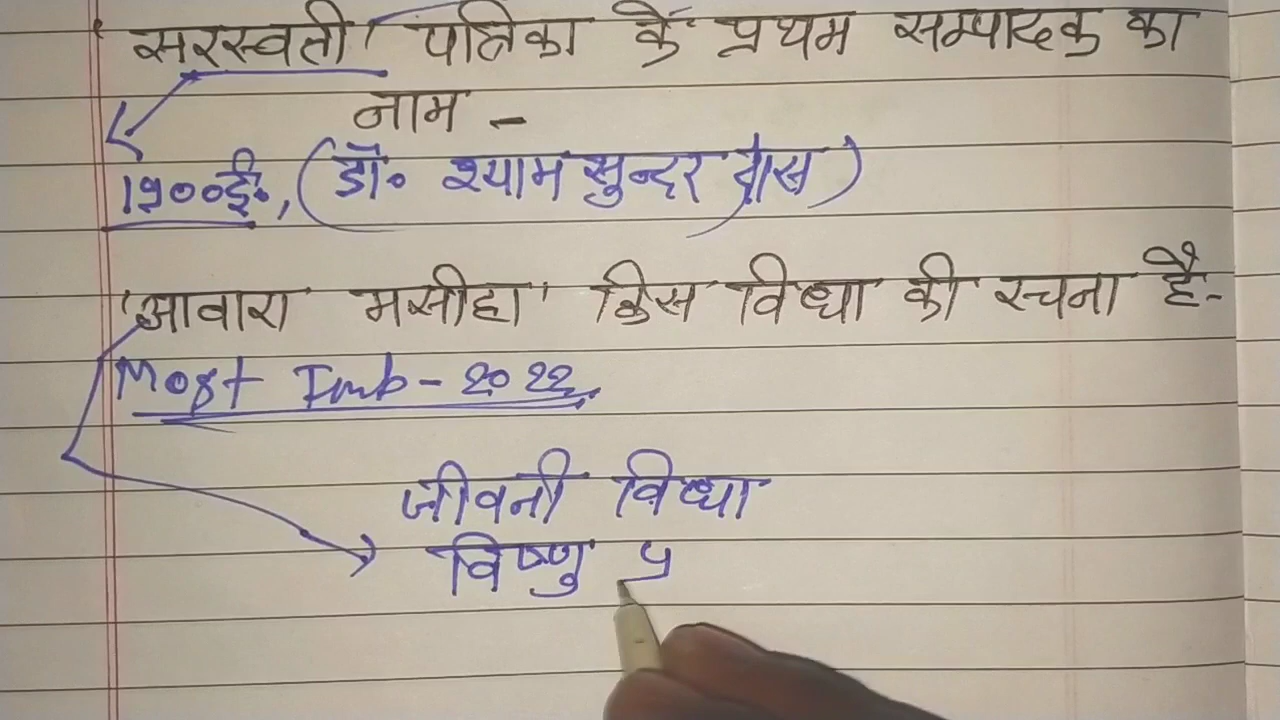 'सरस्वती' पत्रिका के प्रथम सम्पादक का
नाम -
1900ई०, (डॉ० श्याम सुन्दर दास)
'आवारा मसीहा' किस विधा की रचना है-
Most Imp - 2022
जीवनी विधा
विष्णु प्र